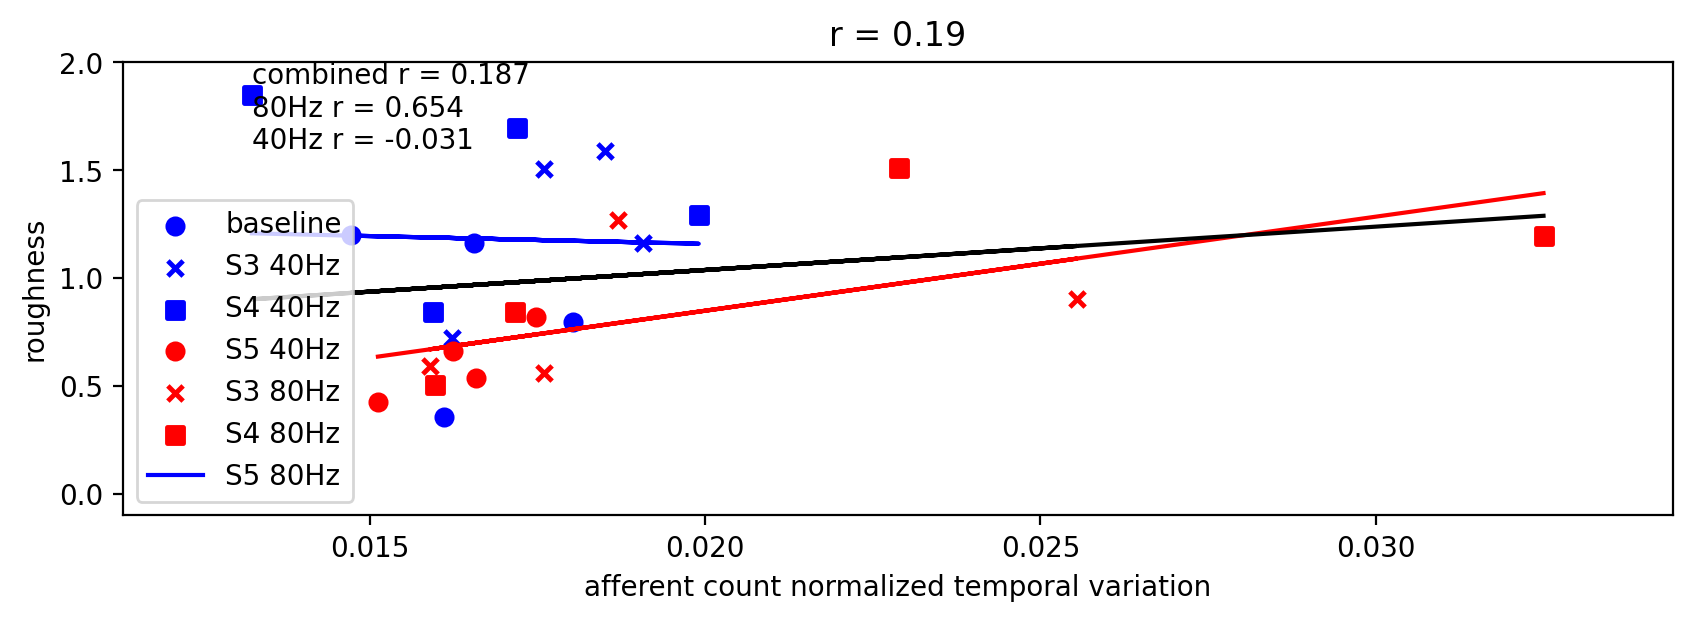 r = 0.19
combined r = 0.187
80Hz r = 0.654
40Hz r = -0.031
2.0
1.5
1.0
0.5
0.0
roughness
baseline
S3 40Hz
S4 40Hz
S5 40Hz
S3 80Hz
S4 80Hz
S5 80Hz
0.015 0.020 0.025 0.030
afferent count normalized temporal variation